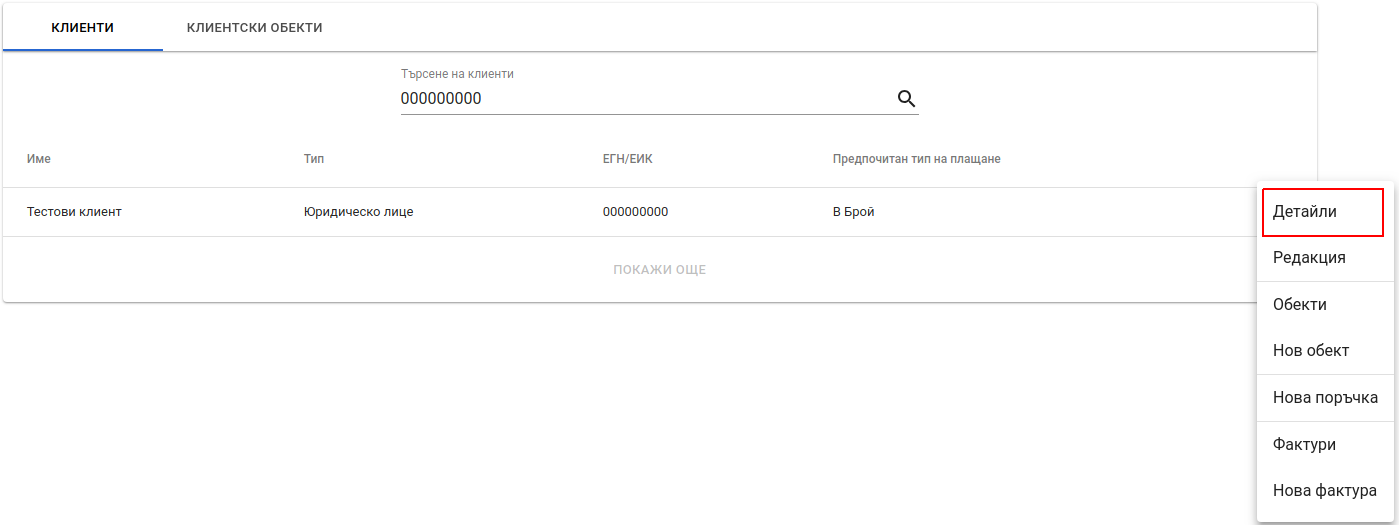 КЛИЕНТИ КЛИЕНТСКИ ОБЕКТИ
Търсене на клиенти
000000000
Име Тип ЕГН/ЕИК Предпочитан тип на плащане
Тестови клиент Юридическо лице 000000000 В Брой
ПОКАЖИ ОЩЕ
Детайли
Редакция
Обекти
Нов обект
Нова поръчка
Фактури
Нова фактура